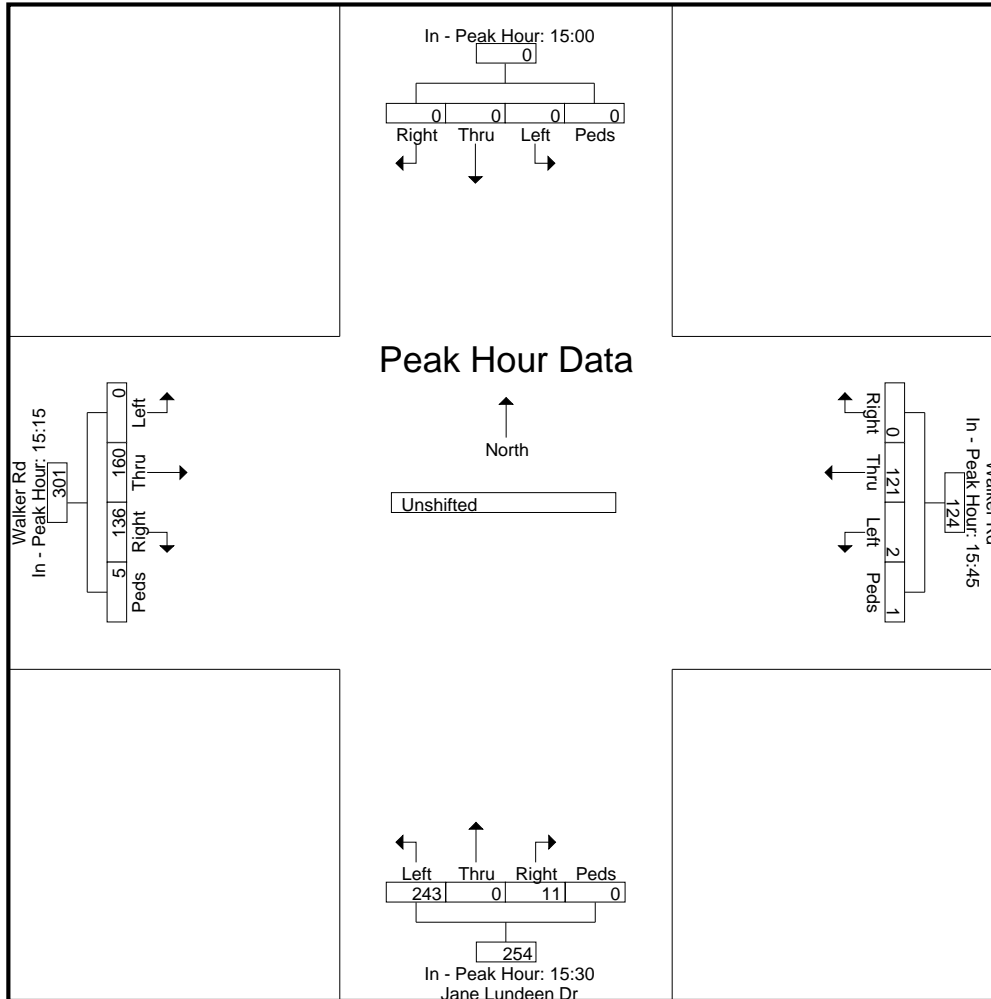 In - Peak Hour: 15:00
0
0 0 0 0
Right Thru Left Peds
Peak Hour Data
North
Unshifted
Walker Rd
In - Peak Hour: 15:15
301
0 160 136 5
Left Thru Right Peds
Walker Rd
In - Peak Hour: 15:45
124
0 121 2 1
Right Thru Left Peds
Left Thru Right Peds
243 0 11 0
254
In - Peak Hour: 15:30
Jane Lundeen Dr